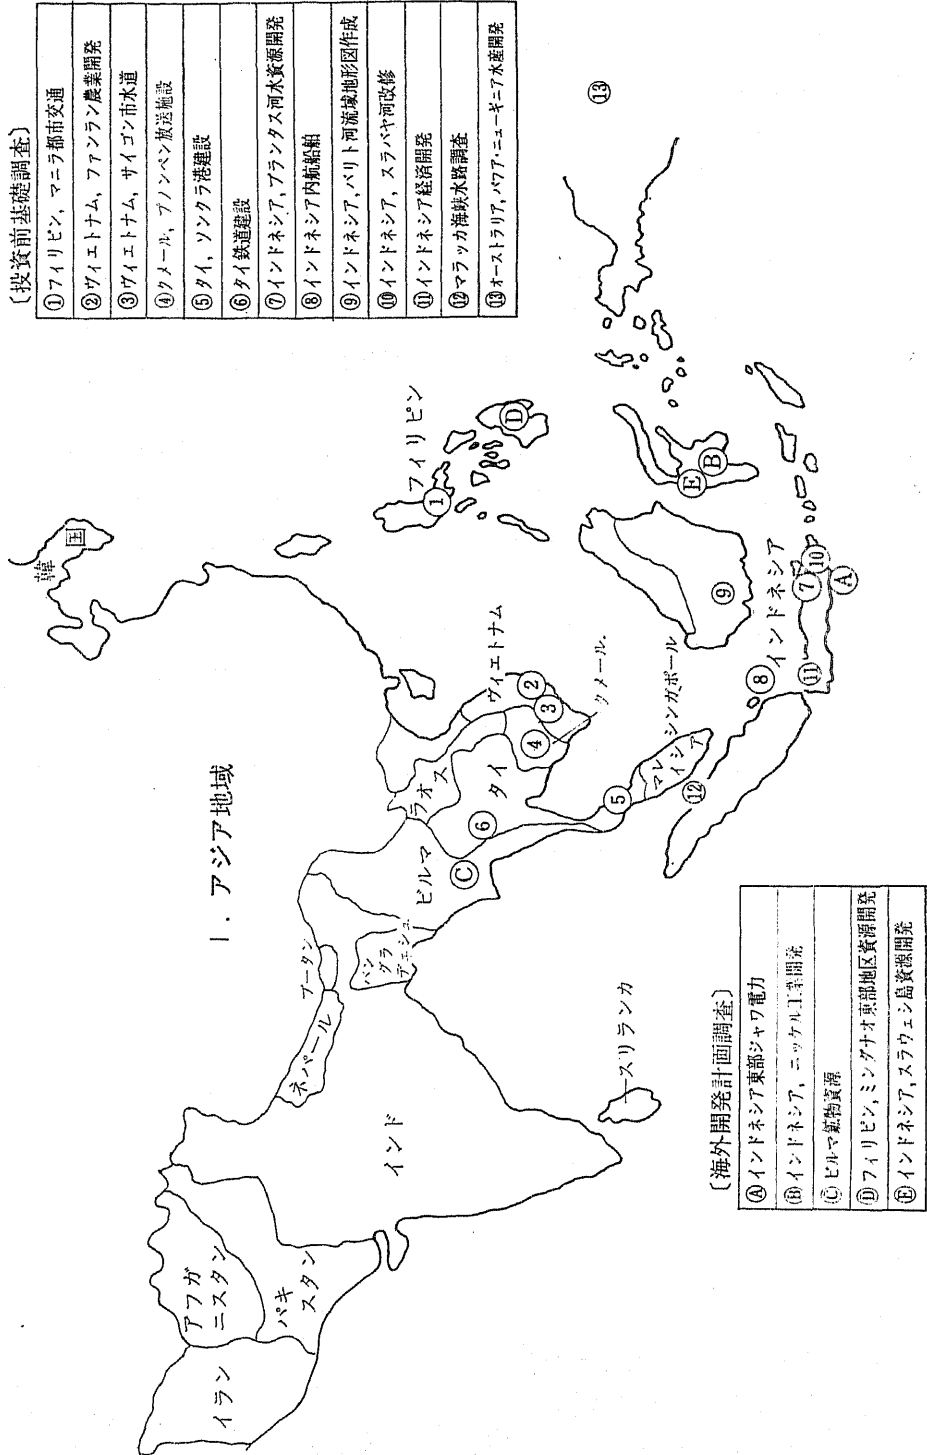 1. アジア地域
〔投資前基礎調査〕
①フィリピン, マニラ都市交通
②ヴィエトナム, ファンラン農業開発
③ヴィエトナム, サイゴン市水道
④クメール, プノンペン放送施設
⑤タイ, ソンクラ港建設
⑥タイ鉄道建設
⑦インドネシア, ブランタス河水資源開発
⑧インドネシア内航船舶
⑨インドネシア, バリト河流域地形図作成
⑩インドネシア, スラバヤ河改修
⑪インドネシア経済開発
⑫マラッカ海峡水路調査
⑬オーストラリア, パプア・ニューギニア水産開発
〔海外開発計画調査〕
Ⓐインドネシア東部ジャワ電力
Ⓑインドネシア, ニッケル工業開発
Ⓒビルマ鉱物資源
Ⓓフィリピン, ミンダナオ東部地区資源開発
Ⓔインドネシア, スラウェシ島資源開発
イラン
アフガ
ニスタン
パキ
スタン
インド
ネパール
ブータン
バン
グラ
デェシュ
スリランカ
ビルマ
Ⓒ
ラオス
タイ
⑥
⑤
ヴィエトナム
②
③
④
クメール.
マレ
イシア
シンガポール
⑫
韓
国
フィリピン
①
Ⓓ
インドネシア
⑧
⑪
⑨
⑦
⑩
Ⓐ
Ⓔ
Ⓑ
⑬